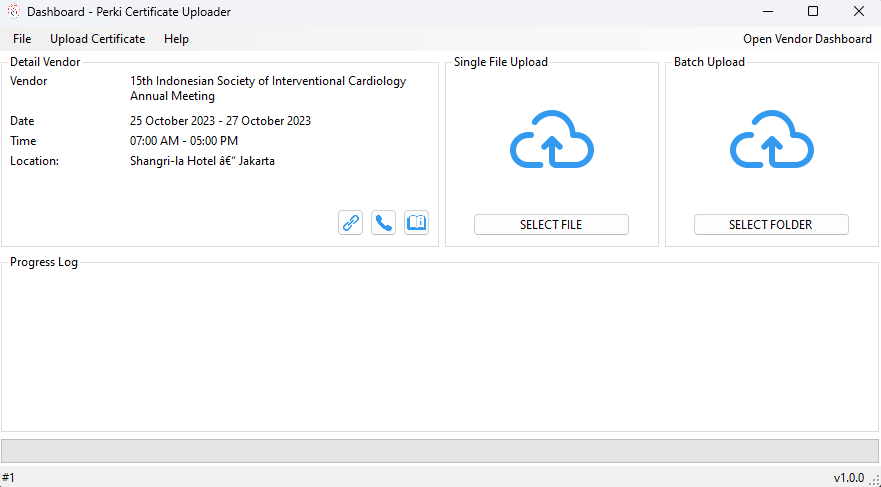 Dashboard - Perki Certificate Uploader
File Upload Certificate Help Open Vendor Dashboard
Detail Vendor
Vendor 15th Indonesian Society of Interventional Cardiology
Annual Meeting
Date 25 October 2023 - 27 October 2023
Time 07:00 AM - 05:00 PM
Location: Shangri-la Hotel â€“ Jakarta
Single File Upload
SELECT FILE
Batch Upload
SELECT FOLDER
Progress Log
#1 v1.0.0